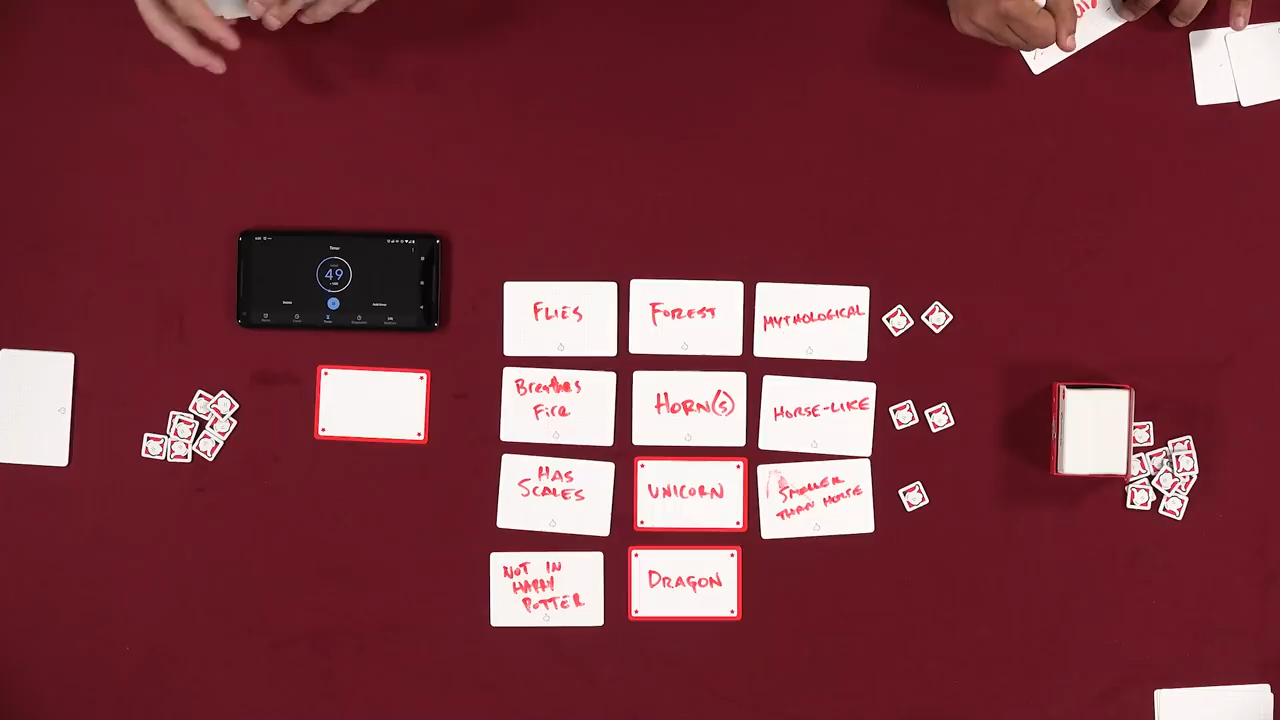 Timer
49
FLIES
FOREST
MYTHOLOGICAL
Breathes
Fire
HORN(S)
HORSE-LIKE
HAS
SCALES
UNICORN
SMALLER
THAN HORSE
NOT IN
HARRY
POTTER
DRAGON